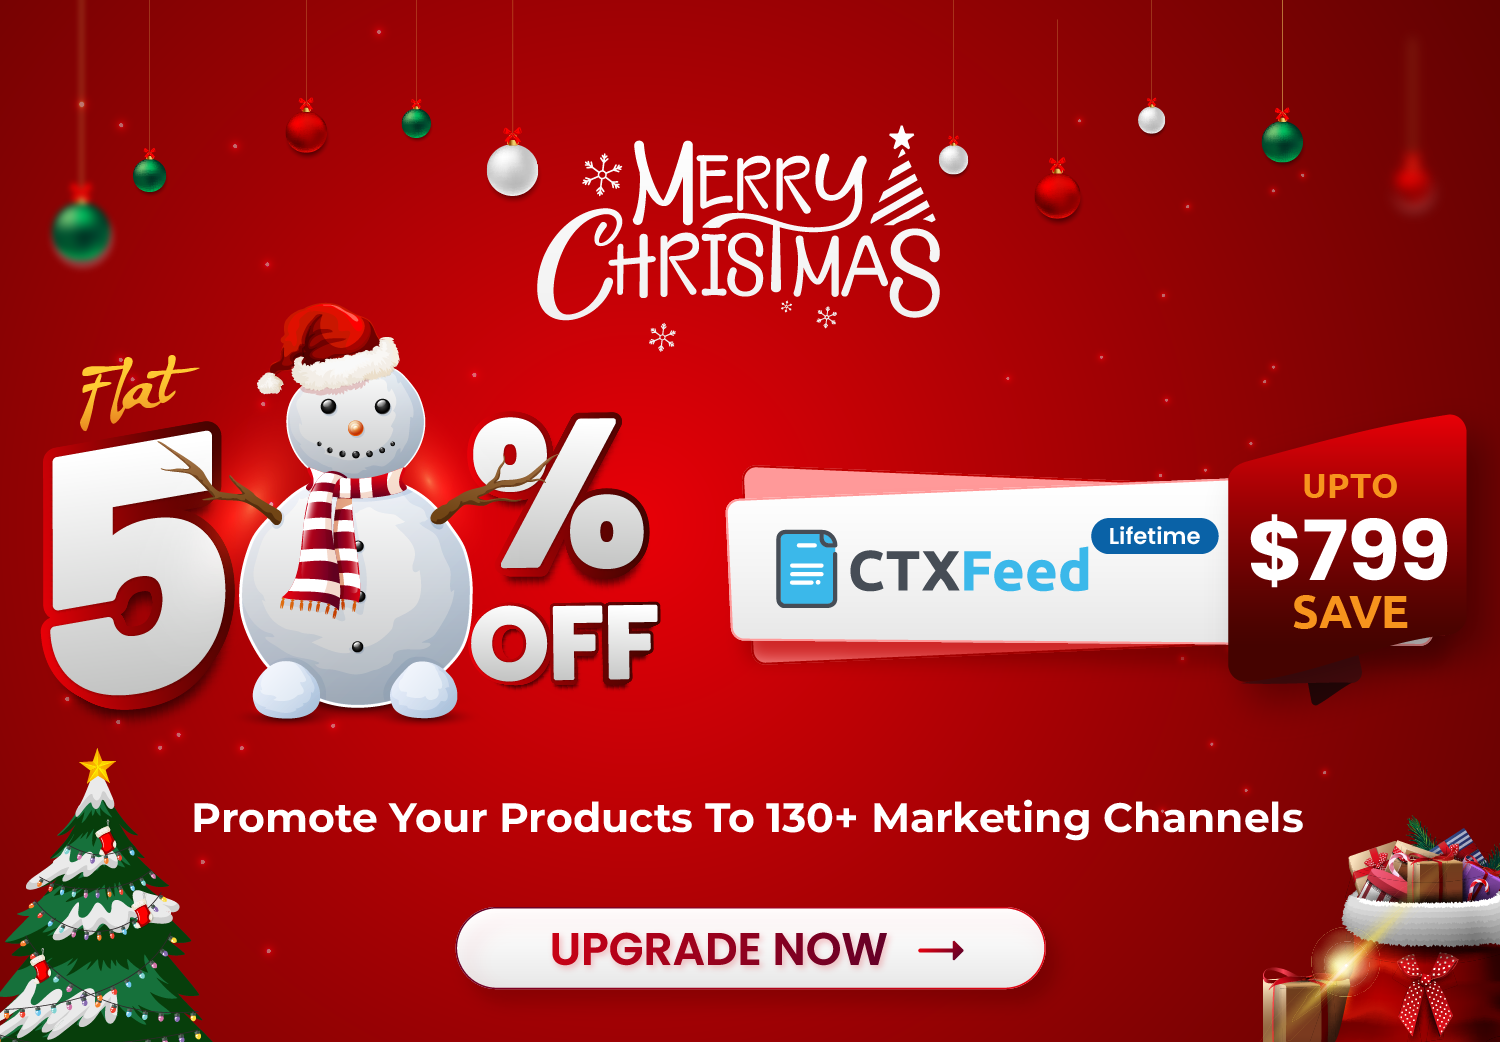 MERRY
CHRISTMAS
Flat
50%
OFF
CTXFeed
Lifetime
UPTO
$799
SAVE
Promote Your Products To 130+ Marketing Channels
UPGRADE NOW